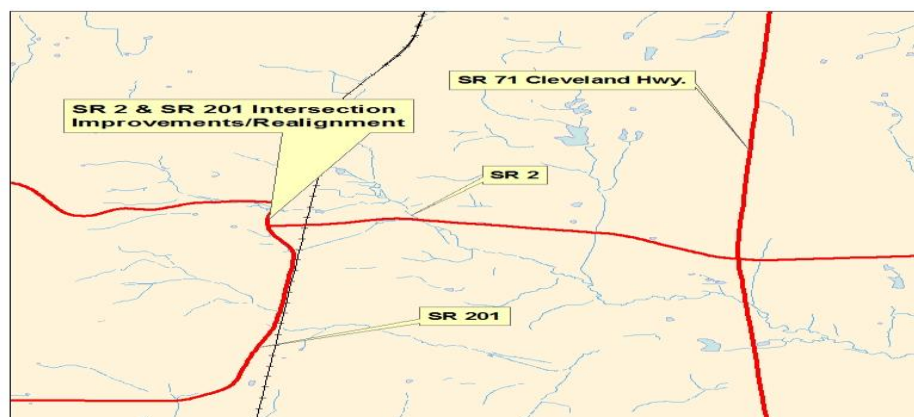 SR 71 Cleveland Hwy.
SR 2 & SR 201 Intersection
Improvements/Realignment
SR 2
SR 201